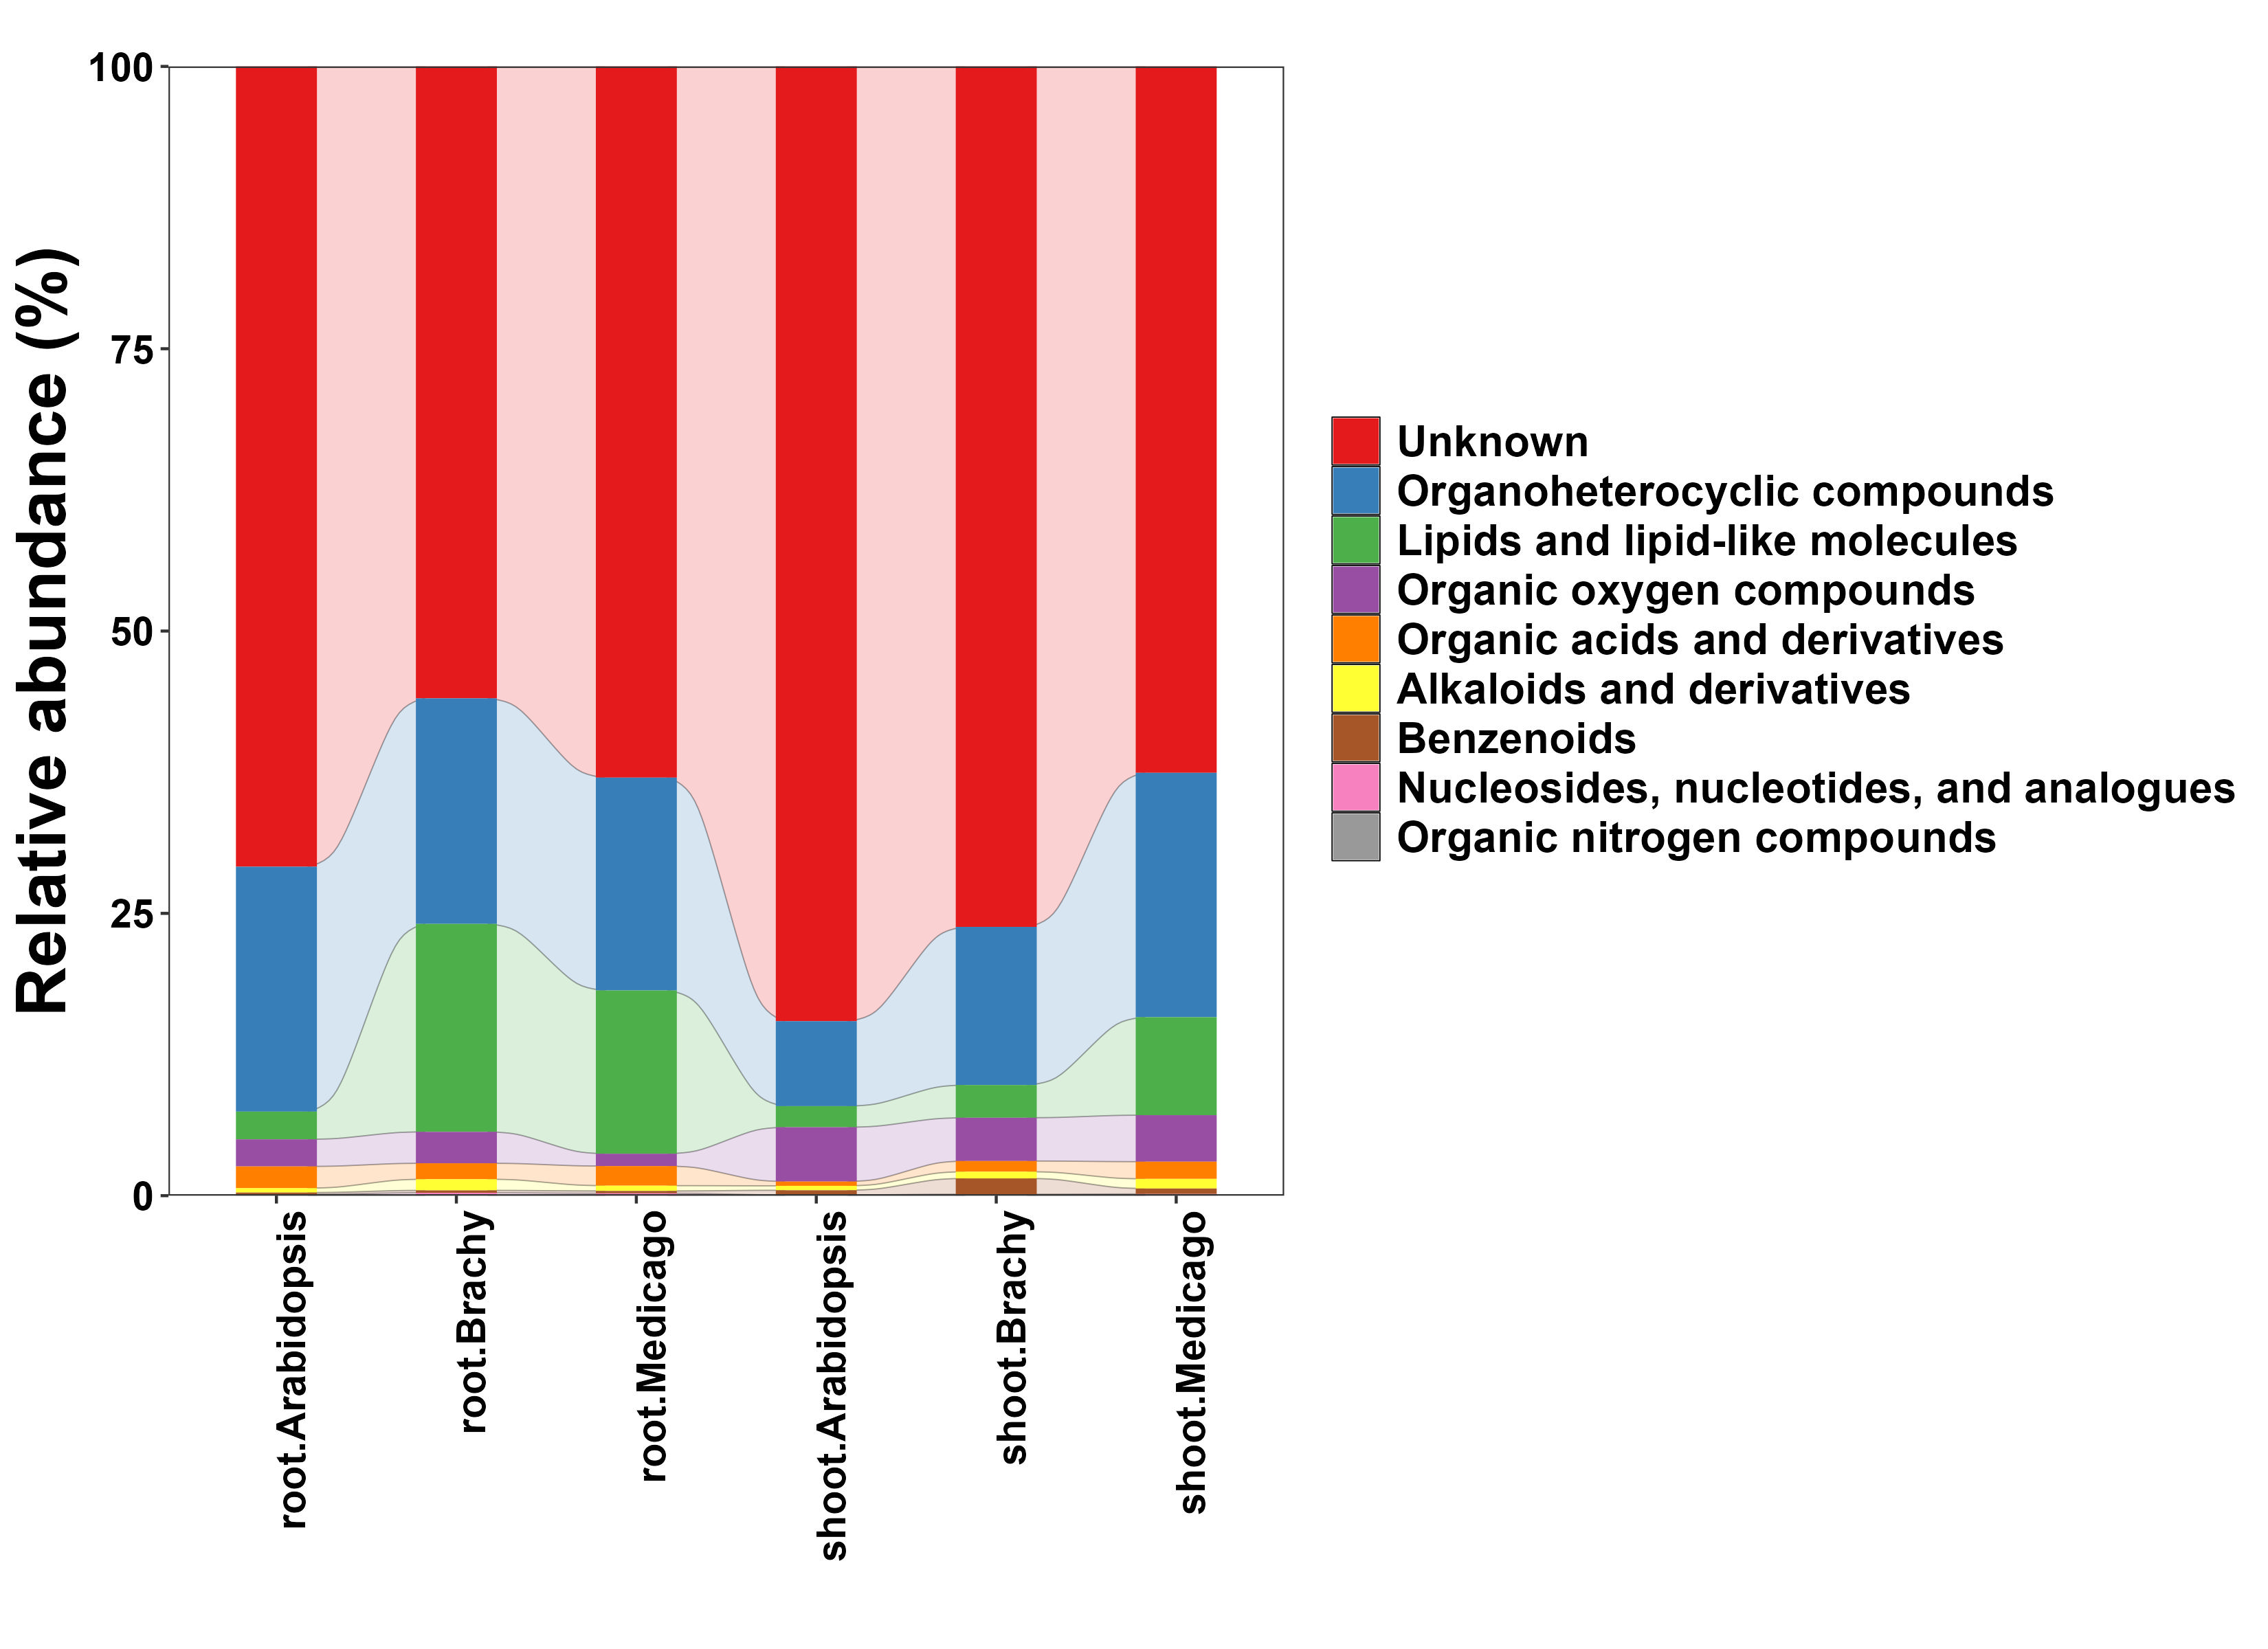 Relative abundance (%)
100
75
50
25
0
root.Arabidopsis
root.Brachy
root.Medicago
shoot.Arabidopsis
shoot.Brachy
shoot.Medicago
Unknown
Organoheterocyclic compounds
Lipids and lipid-like molecules
Organic oxygen compounds
Organic acids and derivatives
Alkaloids and derivatives
Benzenoids
Nucleosides, nucleotides, and analogues
Organic nitrogen compounds